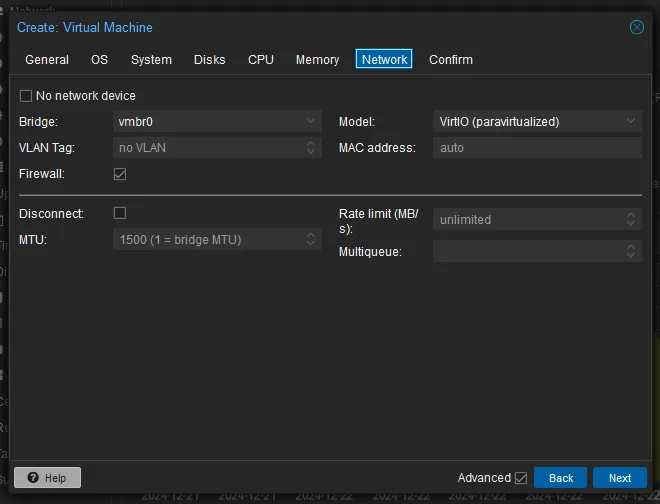 Network
Create: Virtual Machine
General OS System Disks CPU Memory Network Confirm
No network device
Bridge: vmbr0 Model: VirtIO (paravirtualized)
VLAN Tag: no VLAN MAC address: auto
Firewall:
Disconnect: Rate limit (MB/
s): unlimited
MTU: 1500 (1 = bridge MTU)
Multiqueue:
Help Advanced Back Next
2024-12-21 2024-12-21 2024-12-22 2024-12-22 2024-12-22 2024-12-22